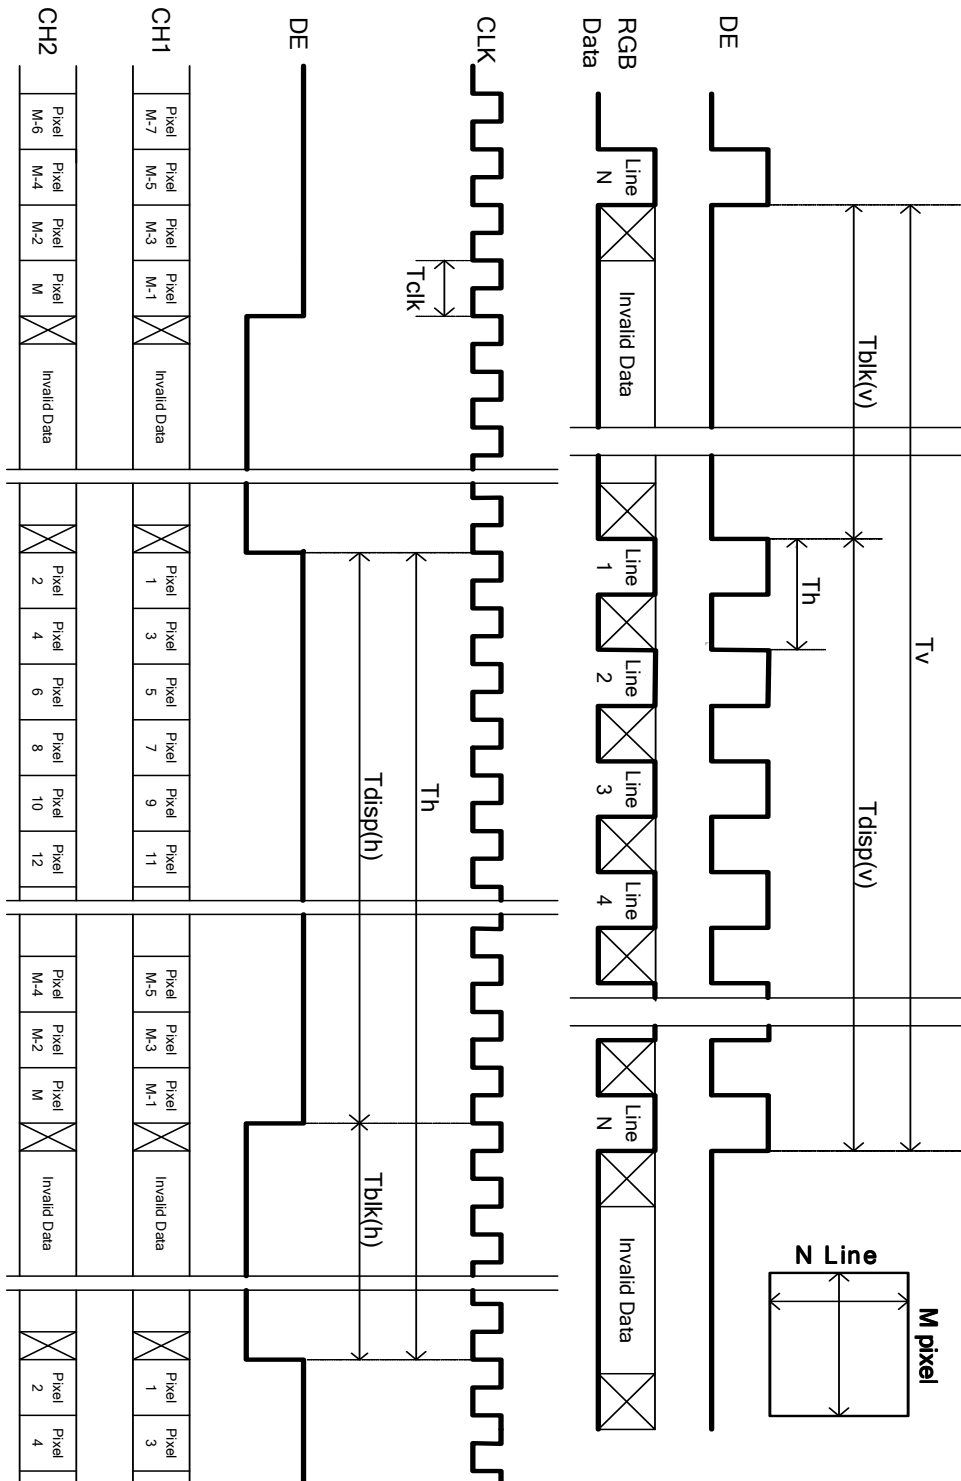 Tv
Tblk(v)
Tdisp(v)
Th
DE
RGB
Data
Line
N
Invalid Data
Line
1
Line
2
Line
3
Line
4
Line
N
Invalid Data
M pixel
N Line
CLK
Tclk
Th
Tdisp(h)
Tblk(h)
DE
CH1
Pixel
M-7
Pixel
M-5
Pixel
M-3
Pixel
M-1
Invalid Data
Pixel
1
Pixel
3
Pixel
5
Pixel
7
Pixel
9
Pixel
11
Pixel
M-5
Pixel
M-3
Pixel
M-1
Invalid Data
Pixel
1
Pixel
3
CH2
Pixel
M-6
Pixel
M-4
Pixel
M-2
Pixel
M
Invalid Data
Pixel
2
Pixel
4
Pixel
6
Pixel
8
Pixel
10
Pixel
12
Pixel
M-4
Pixel
M-2
Pixel
M
Invalid Data
Pixel
2
Pixel
4